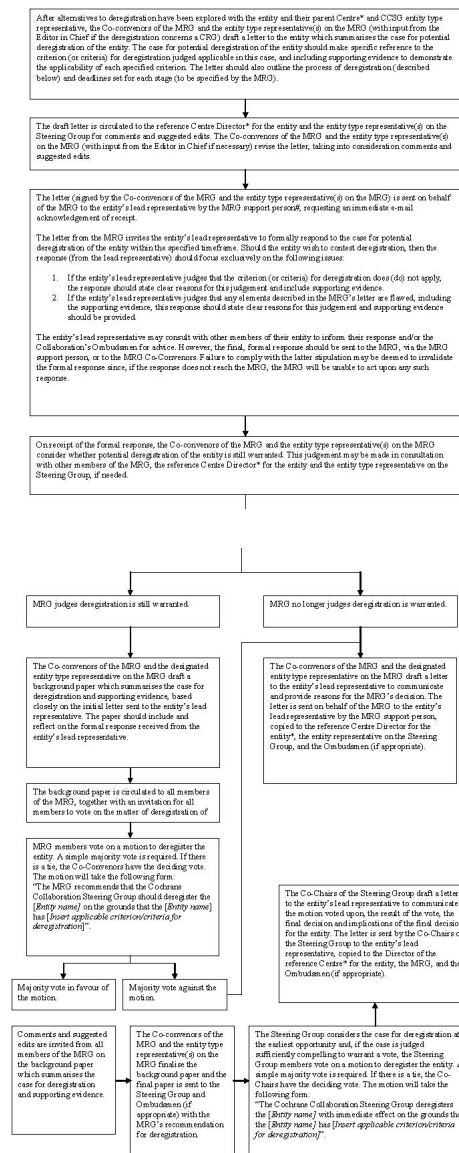 After alternatives to deregistration have been explored with the entity and their parent Centre* and CCSG entity type
representative, the Co-convenors of the MRG and the entity type representative(s) on the MRG (with input from the
Editor in Chief if the deregistration concerns a CRG) draft a letter to the entity which summarises the case for potential
deregistration of the entity. The case for potential deregistration of the entity should make specific reference to the
criterion (or criteria) for deregistration judged applicable in this case, and including supporting evidence to demonstrate
the applicability of each specified criterion. The letter should also outline the process of deregistration (described
below) and deadlines set for each stage (to be specified by the MRG).
The draft letter is circulated to the reference Centre Director* for the entity and the entity type representative(s) on the
Steering Group for comments and suggested edits. The Co-convenors of the MRG and the entity type representative(s)
on the MRG (with input from the Editor in Chief if necessary) revise the letter, taking into consideration comments and
suggested edits.
The letter (signed by the Co-convenors of the MRG and the entity type representative(s) on the MRG) is sent on behalf
of the MRG to the entity's lead representative by the MRG support person#, requesting an immediate e-mail
acknowledgement of receipt.
The letter from the MRG invites the entity's lead representative to formally respond to the case for potential
deregistration of the entity within the specified timeframe. Should the entity wish to contest deregistration, then the
response (from the lead representative) should focus exclusively on the following issues:
1. If the entity's lead representative judges that the criterion (or criteria) for deregistration does (do) not apply,
the response should state clear reasons for this judgement and include supporting evidence.
2. If the entity's lead representative judges that any elements described in the MRG's letter are flawed, including
the supporting evidence, this response should state clear reasons for this judgement and supporting evidence
should be provided.
The entity's lead representative may consult with other members of their entity to inform their response and/or the
Collaboration's Ombudsmen for advice. However, the final, formal response should be sent to the MRG, via the MRG
support person, or to the MRG Co-Convenors. Failure to comply with the latter stipulation may be deemed to invalidate
the formal response since, if the response does not reach the MRG, the MRG will be unable to act upon any such
response.
On receipt of the formal response, the Co-convenors of the MRG and the entity type representative(s) on the MRG
consider whether potential deregistration of the entity is still warranted. This judgement may be made in consultation
with other members of the MRG, the reference Centre Director* for the entity and the entity type representative on the
Steering Group, if needed.
MRG judges deregistration is still warranted.
MRG no longer judges deregistration is warranted.
The Co-convenors of the MRG and the designated
entity type representative on the MRG draft a
background paper which summarises the case for
deregistration and supporting evidence, based
closely on the initial letter sent to the entity's lead
representative. The paper should include and
reflect on the formal response received from the
entity's lead representative.
The Co-convenors of the MRG and the designated
entity type representative on the MRG draft a
letter to the entity's lead representative to communicate
and provide reasons for the MRG's decision. The
letter is sent on behalf of the MRG to the entity's
lead representative by the MRG support person,
copied to the reference Centre Director for the
entity*, the entity representative on the Steering
Group, and the Ombudsmen (if appropriate).
The background paper is circulated to all members
of the MRG, together with an invitation for all
members to vote on the matter of deregistration of
MRG members vote on a motion to deregister the
entity. A simple majority vote is required. If there
is a tie, the Co-Convenors have the deciding vote.
The motion will take the following form:
"The MRG recommends that the Cochrane
Collaboration Steering Group should deregister the
[Entity name] on the grounds that the [Entity name]
has [Insert applicable criterion/criteria for
deregistration]".
The Co-Chairs of the Steering Group draft a letter
to the entity's lead representative to communicate
the motion voted upon, the result of the vote, the
final decision and implications of the final decision
for the entity. The letter is sent by the Co-Chairs of
the Steering Group to the entity's lead
representative, copied to the Director of the
reference Centre* for the entity, the MRG, and the
Ombudsmen (if appropriate).
Majority vote in favour of
the motion.
Majority vote against the
motion.
Comments and suggested
edits are invited from all
members of the MRG on
the background paper
which summarises the
case for deregistration
and supporting evidence.
The Co-convenors of the
MRG and the entity type
representative(s) on the
MRG finalise the
background paper and the
final paper is sent to the
Steering Group and
Ombudsmen (if
appropriate) with the
MRG's recommendation
for deregistration.
The Steering Group considers the case for deregistration at
the earliest opportunity and, if the case is judged
sufficiently compelling to warrant a vote, the Steering
Group members vote on a motion to deregister the entity. A
simple majority vote is required. If there is a tie, the Co-
Chairs have the deciding vote. The motion will take the
following form:
"The Cochrane Collaboration Steering Group deregisters
the [Entity name] with immediate effect on the grounds that
the [Entity name] has [Insert applicable criterion/criteria
for deregistration]".